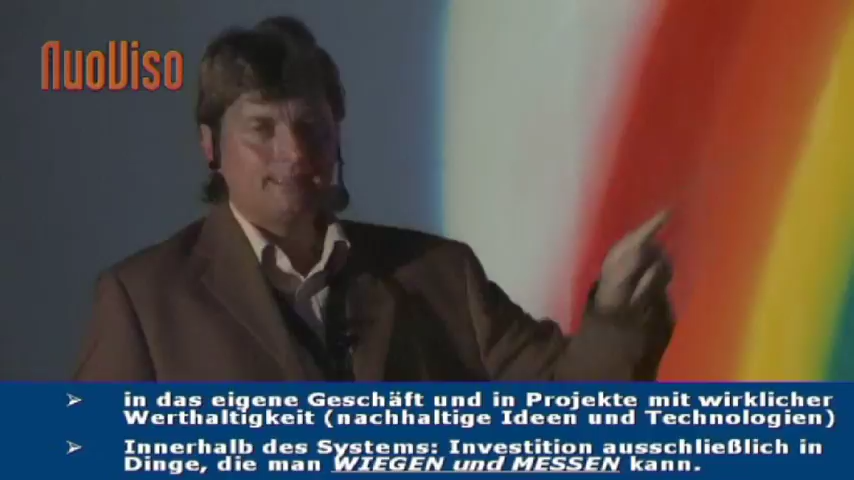 NuoViso
➢ in das eigene Geschäft und in Projekte mit wirklicher
Werthaltigkeit (nachhaltige Ideen und Technologien)
➢ Innerhalb des Systems: Investition ausschließlich in
Dinge, die man WIEGEN und MESSEN kann.